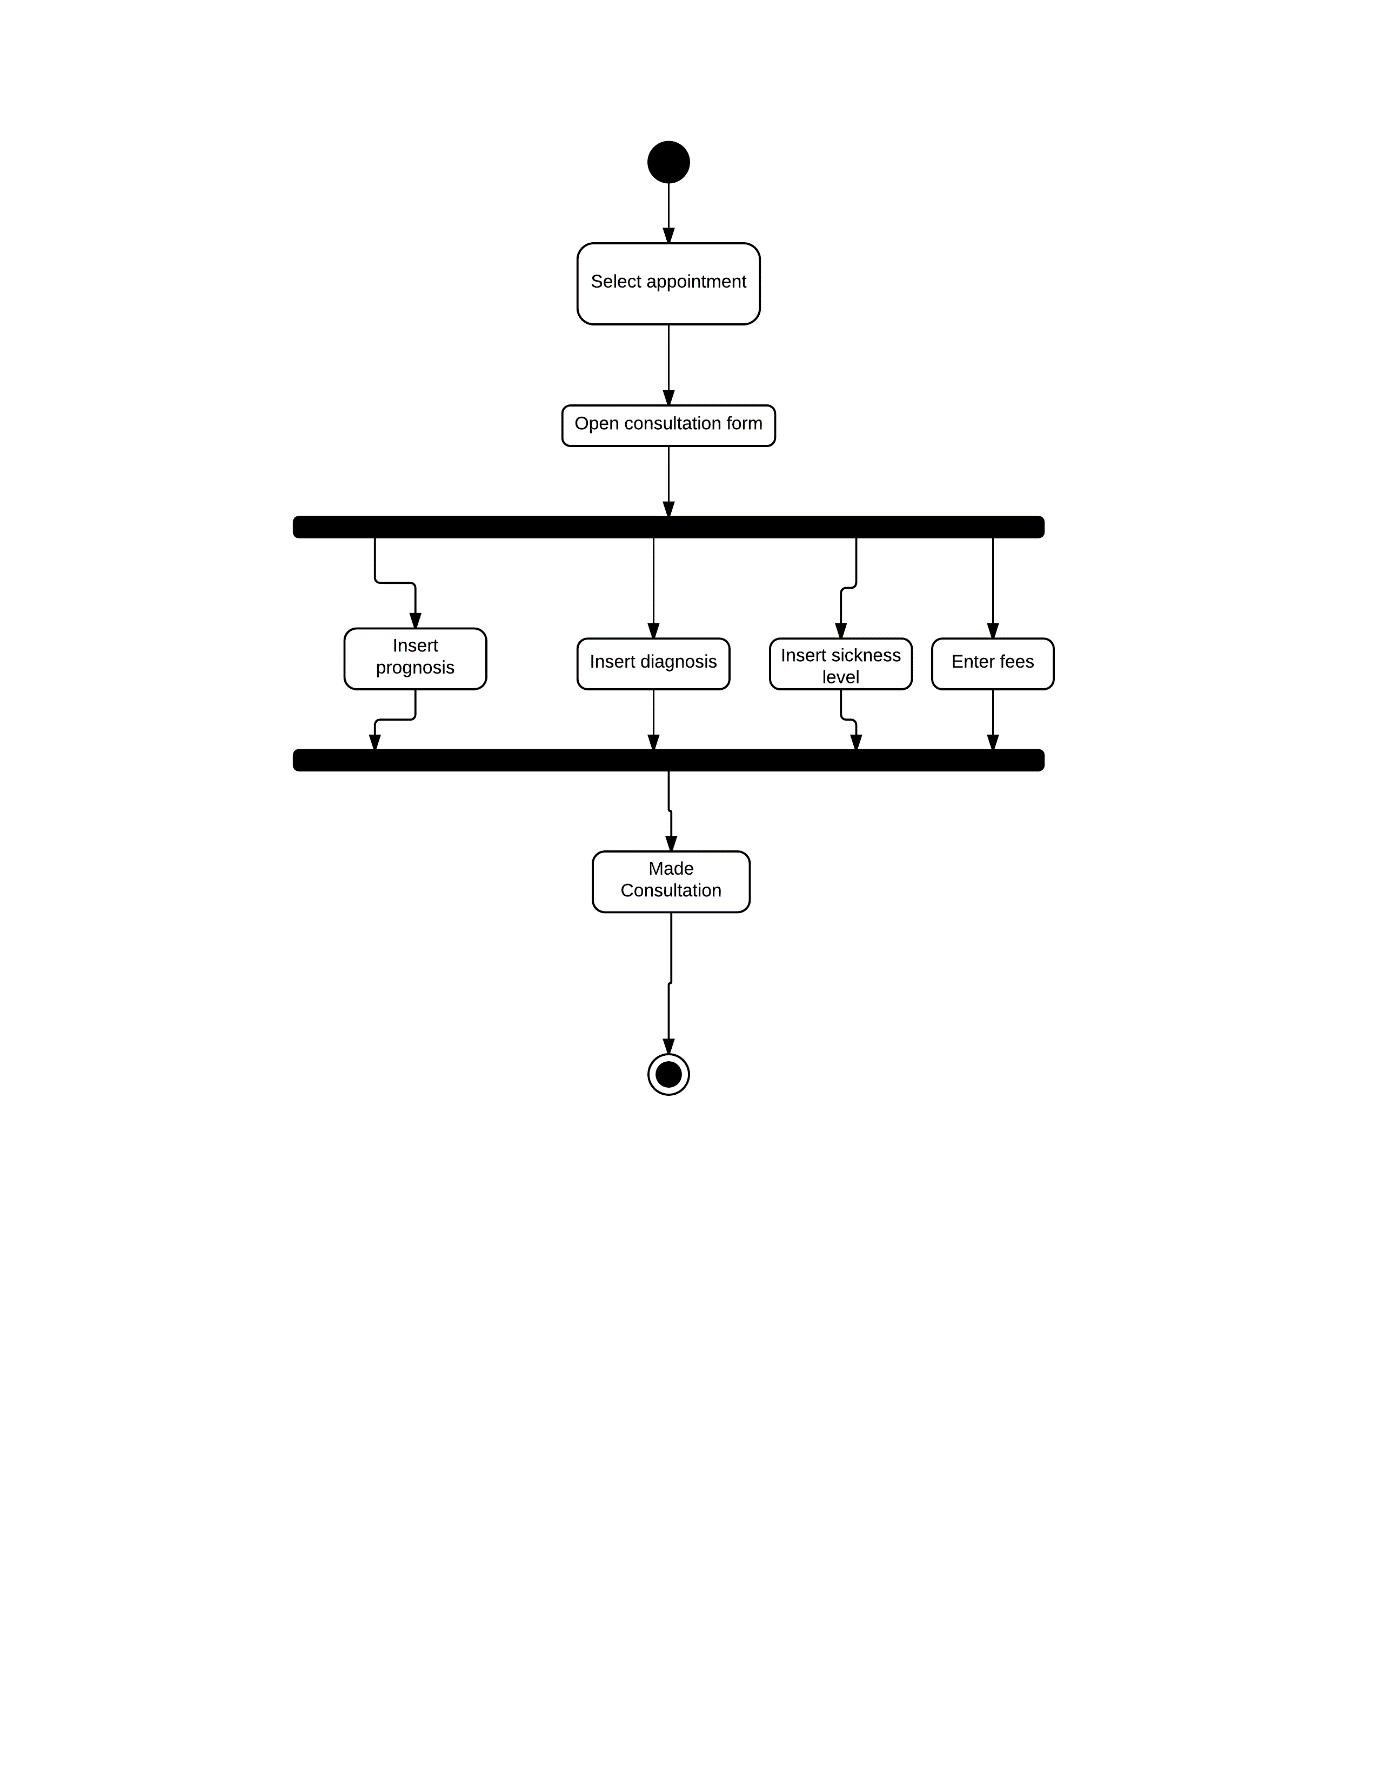 Select appointment
Open consultation form
Insert
prognosis
Insert diagnosis
Insert sickness
level
Enter fees
Made
Consultation